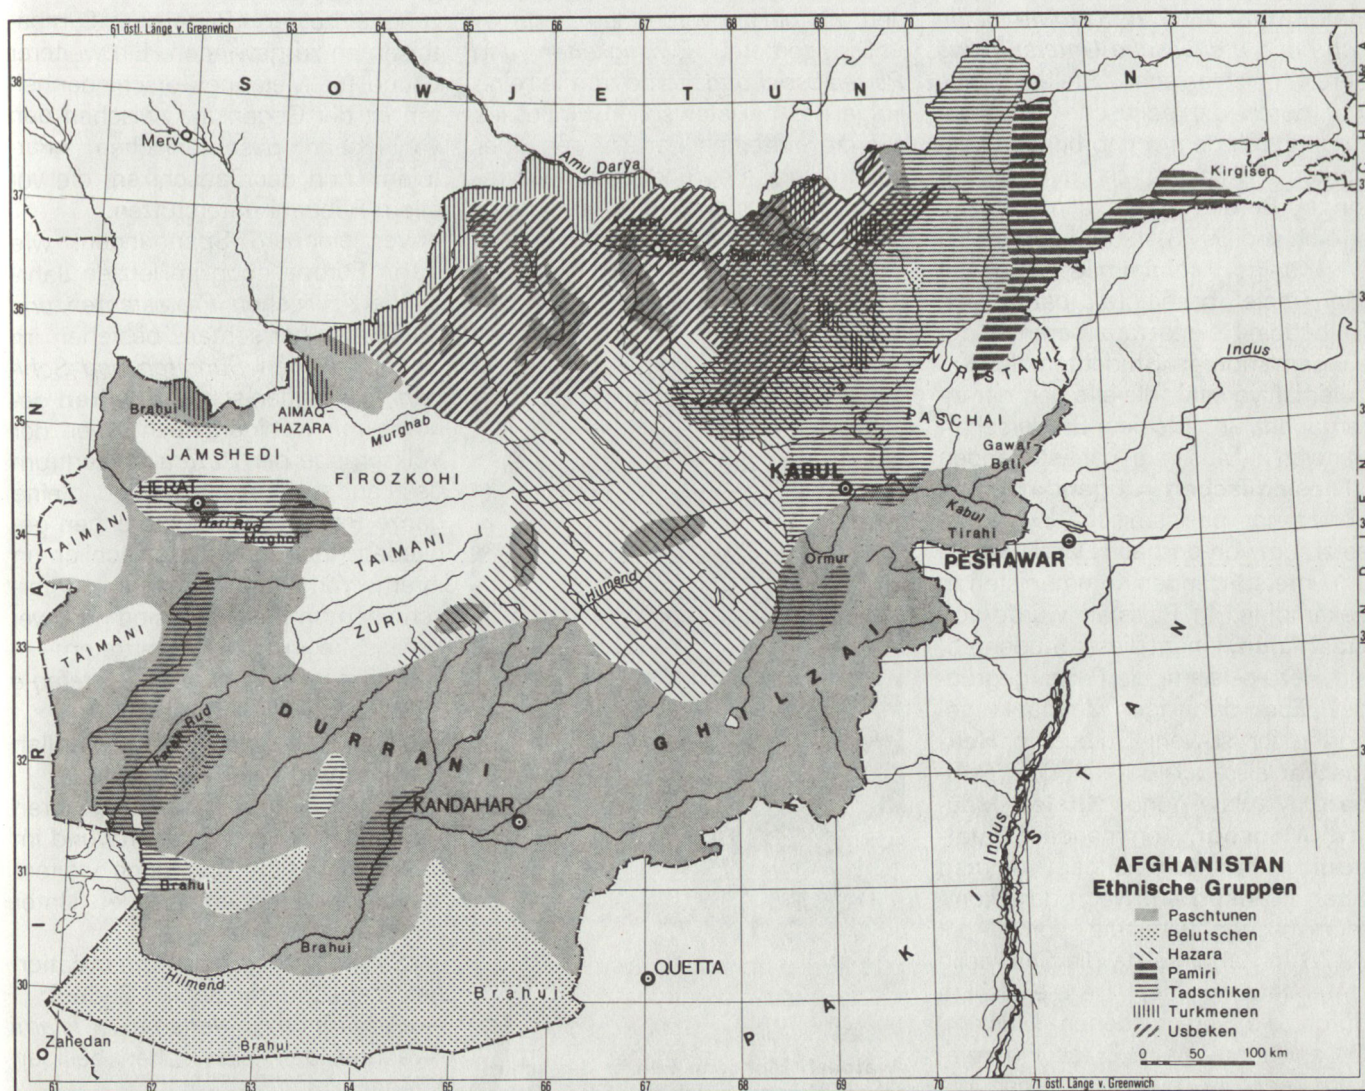 61 östl. Länge v. Greenwich 63 64 65 66 67 68 69 70 71 72 73 74
38
S O W J E T U N I O N
Merv
Amu Darya
Kirgisen
37
36
Indus
NURISTANI
PASCHAI
Gawar-
Bati
Brahui
AIMAQ-
HAZARA
Murghab
35
JAMSHEDI
FIROZKOHI
HERAT
KABUL
Hari Rud
Moghol
34
TAIMANI
TAIMANI
Kabul
Tirahi
Ormur
PESHAWAR
Hilmend
ZURI
33
TAIMANI
I R A N
DURRANI
GHILZAI
Farah Rud
32
KANDAHAR
Indus
P A K I S T A N
31
Brahui
Brahui
Hilmend
30
Brahui
QUETTA
Brahui
Zahedan
AFGHANISTAN
Ethnische Gruppen
Paschtunen
Belutschen
Hazara
Pamiri
Tadschiken
Turkmenen
Usbeken
0 50 100 km
61 62 63 64 65 66 67 68 69 70 71 östl. Länge v. Greenwich